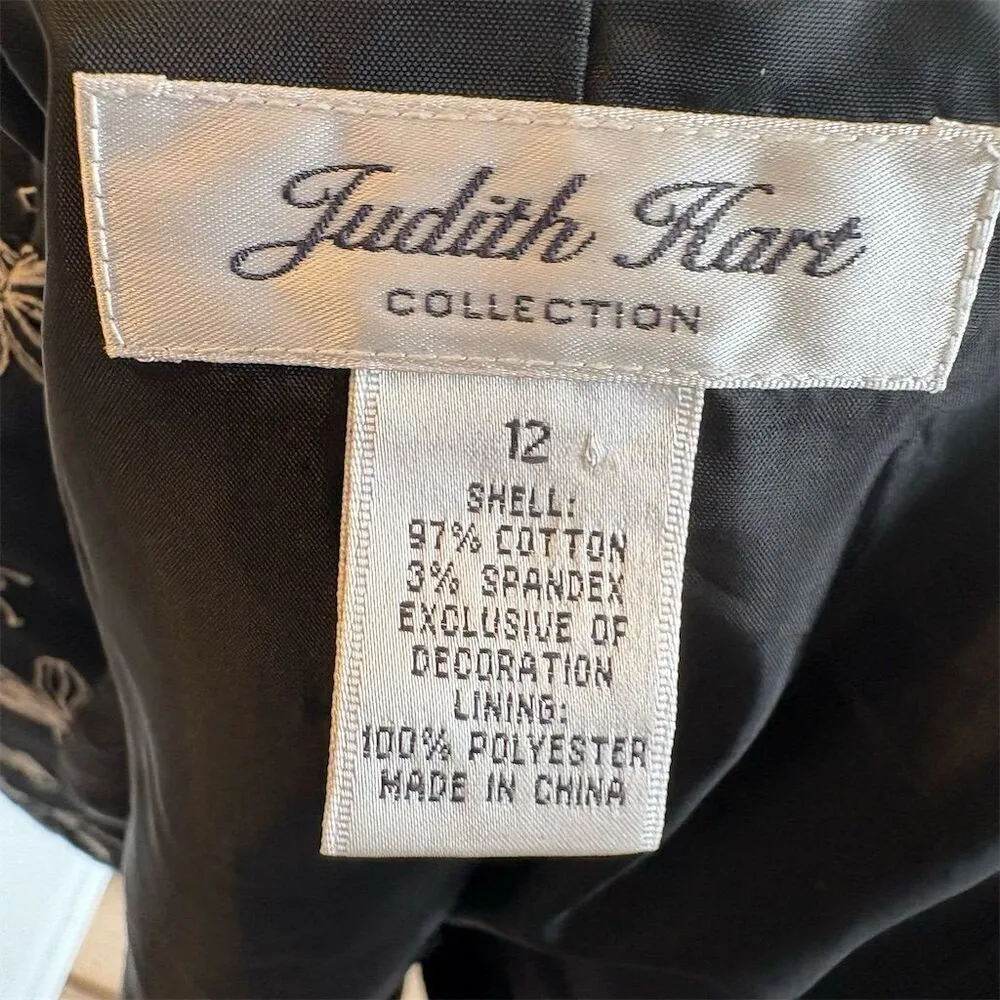 Judith Hart
COLLECTION
12
SHELL:
97% COTTON
3% SPANDEX
EXCLUSIVE OF
DECORATION
LINING:
100% POLYESTER
MADE IN CHINA